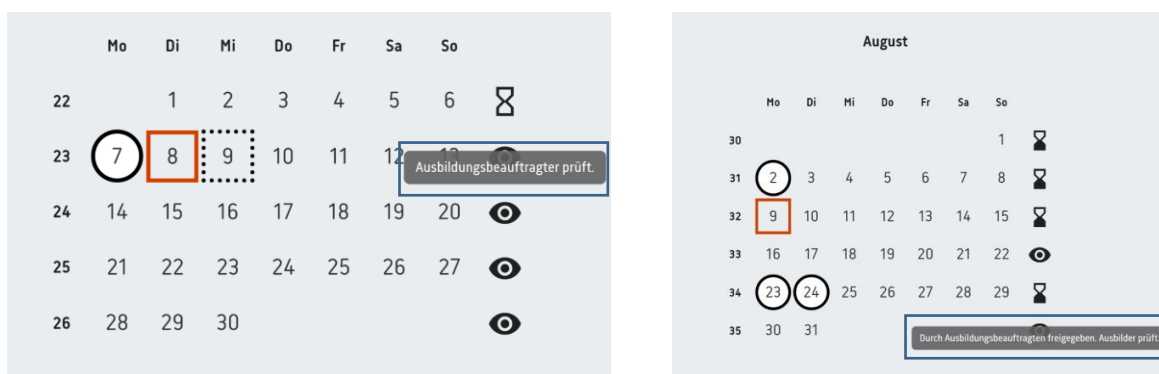 Mo Di Mi Do Fr Sa So
22 1 2 3 4 5 6
23 7 8 9 10 11 12 13
Ausbildungsbeauftragter prüft.
24 14 15 16 17 18 19 20
25 21 22 23 24 25 26 27
26 28 29 30
August
Mo Di Mi Do Fr Sa So
30 1
31 2 3 4 5 6 7 8
32 9 10 11 12 13 14 15
33 16 17 18 19 20 21 22
34 23 24 25 26 27 28 29
35 30 31
Durch Ausbildungsbeauftragten freigegeben. Ausbilder prüft.